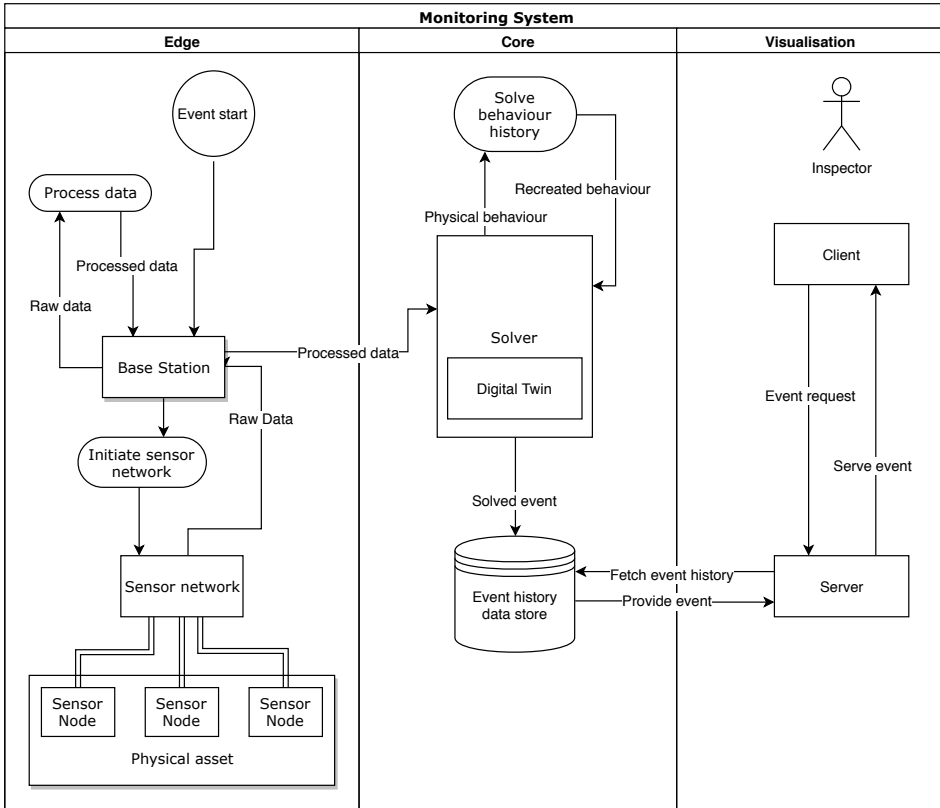 Monitoring System
Edge
Core
Visualisation
Event start
Solve
behaviour
history
Inspector
Process data
Recreated behaviour
Physical behaviour
Processed data
Raw data
Client
Solver
Base Station
Processed data
Digital Twin
Event request
Raw Data
Initiate sensor
network
Serve event
Solved event
Sensor network
Event history
data store
Fetch event history
Provide event
Server
Sensor
Node
Sensor
Node
Sensor
Node
Physical asset